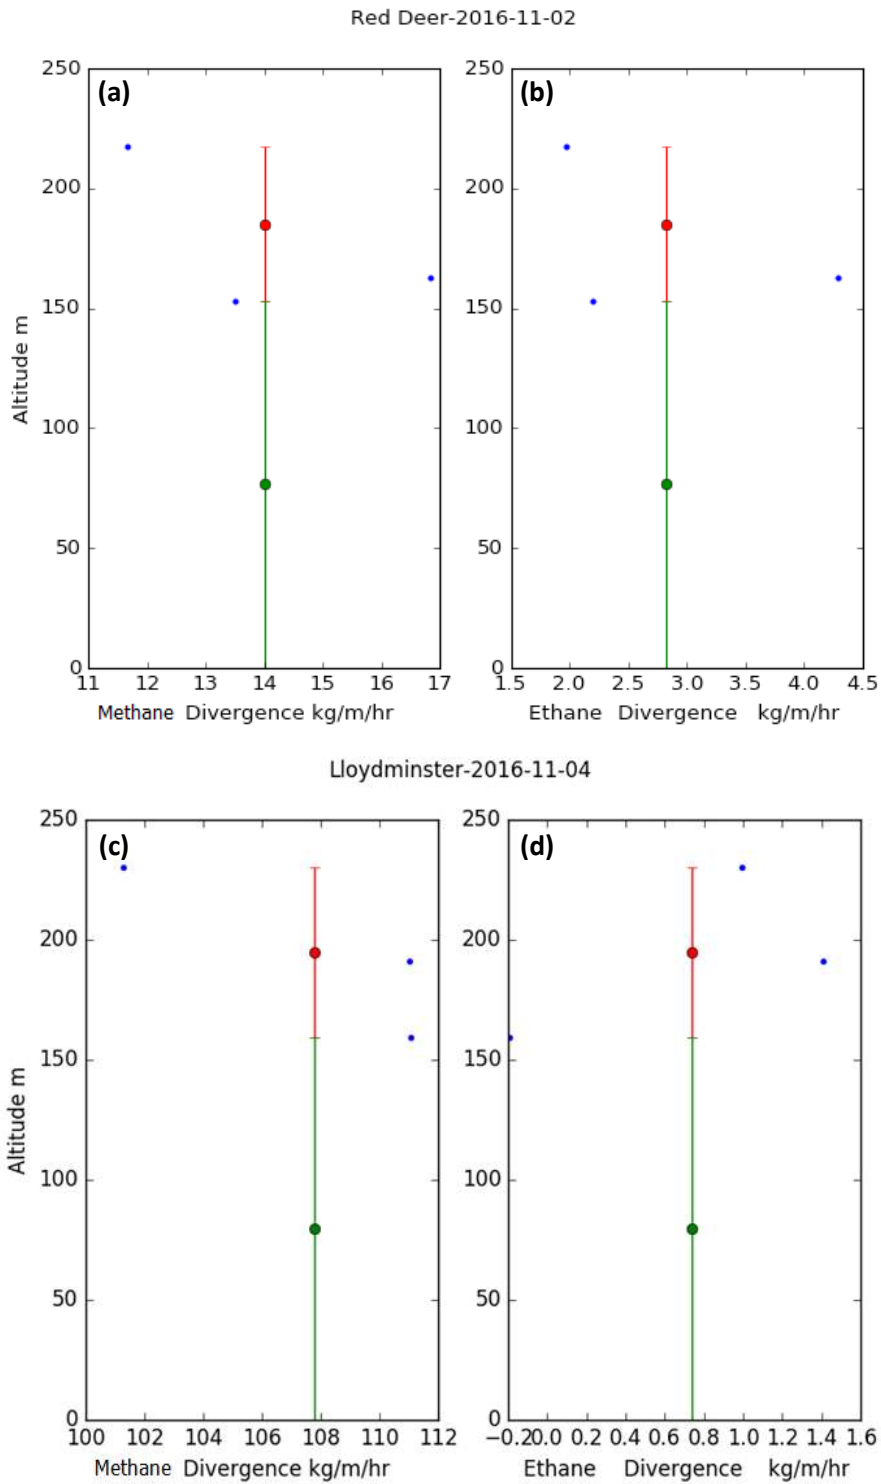 Red Deer-2016-11-02
(a)
(b)
250
200
150
100
50
0
Altitude m
11 12 13 14 15 16 17
Methane Divergence kg/m/hr
250
200
150
100
50
0
1.5 2.0 2.5 3.0 3.5 4.0 4.5
Ethane Divergence kg/m/hr
Lloydminster-2016-11-04
(c)
(d)
250
200
150
100
50
0
Altitude m
100 102 104 106 108 110 112
Methane Divergence kg/m/hr
250
200
150
100
50
0
−0.2 0.0 0.2 0.4 0.6 0.8 1.0 1.2 1.4 1.6
Ethane Divergence kg/m/hr